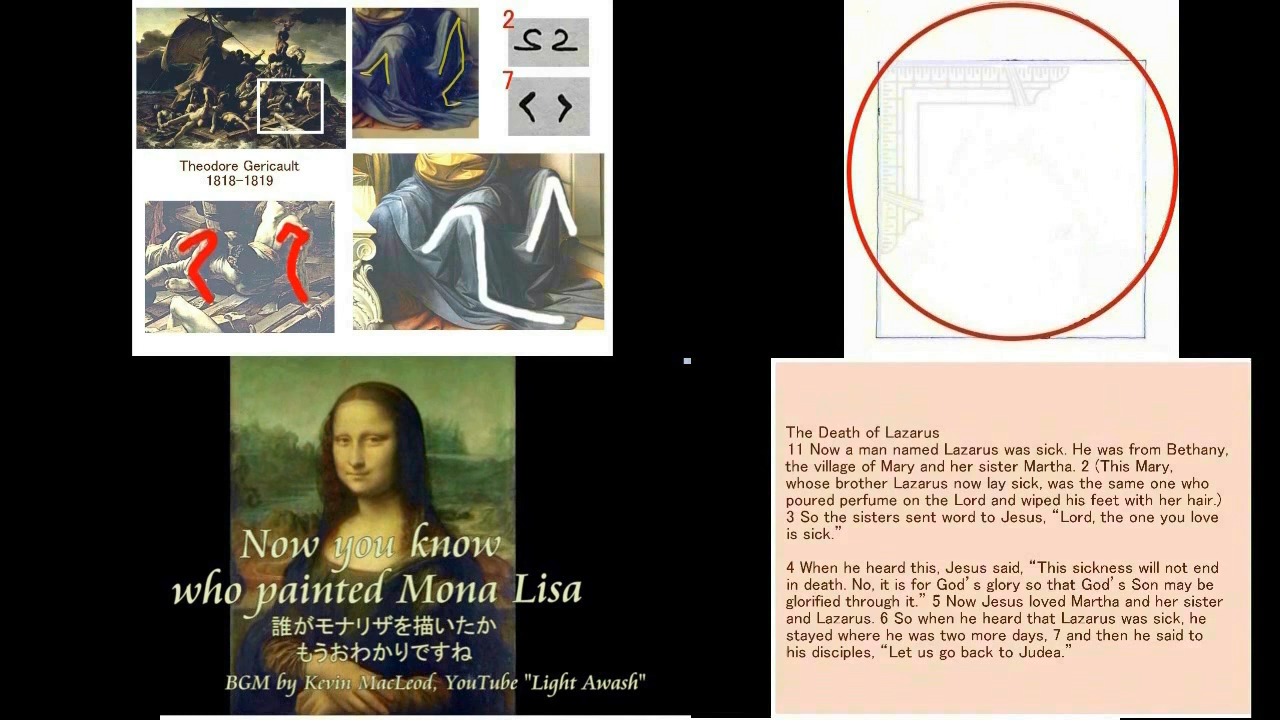 2
2 2
7
< >
Theodore Gericault
1818-1819
Now you know
who painted Mona Lisa
誰がモナリザを描いたか
もうおわかりですね
BGM by Kevin MacLeod, YouTube "Light Awash"
The Death of Lazarus
11 Now a man named Lazarus was sick. He was from Bethany,
the village of Mary and her sister Martha. 2 (This Mary,
whose brother Lazarus now lay sick, was the same one who
poured perfume on the Lord and wiped his feet with her hair.)
3 So the sisters sent word to Jesus, “Lord, the one you love
is sick.”
4 When he heard this, Jesus said, “This sickness will not end
in death. No, it is for God’s glory so that God’s Son may be
glorified through it.” 5 Now Jesus loved Martha and her sister
and Lazarus. 6 So when he heard that Lazarus was sick, he
stayed where he was two more days, 7 and then he said to
his disciples, “Let us go back to Judea.”